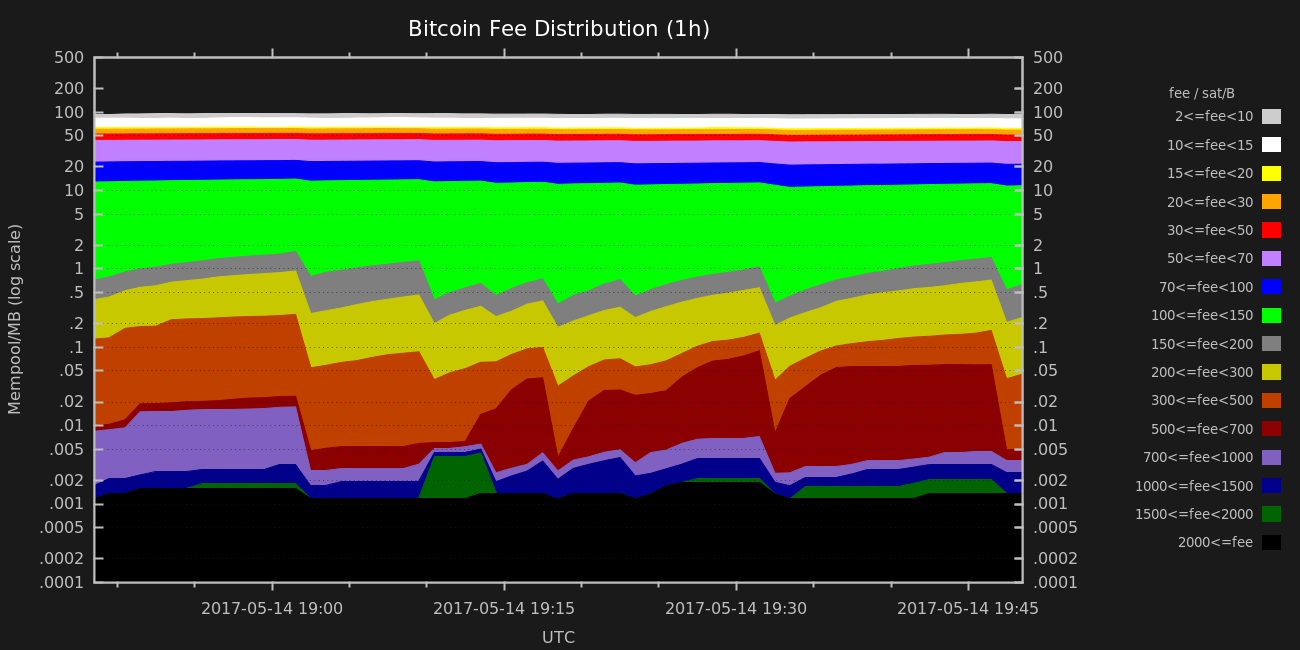 Bitcoin Fee Distribution (1h)
Mempool/MB (log scale)
500
200
100
50
20
10
5
2
1
.5
.2
.1
.05
.02
.01
.005
.002
.001
.0005
.0002
.0001
500
200
100
50
20
10
5
2
1
.5
.2
.1
.05
.02
.01
.005
.002
.001
.0005
.0002
.0001
2017-05-14 19:00
2017-05-14 19:15
2017-05-14 19:30
2017-05-14 19:45
UTC
fee / sat/B
2<=fee<10
10<=fee<15
15<=fee<20
20<=fee<30
30<=fee<50
50<=fee<70
70<=fee<100
100<=fee<150
150<=fee<200
200<=fee<300
300<=fee<500
500<=fee<700
700<=fee<1000
1000<=fee<1500
1500<=fee<2000
2000<=fee